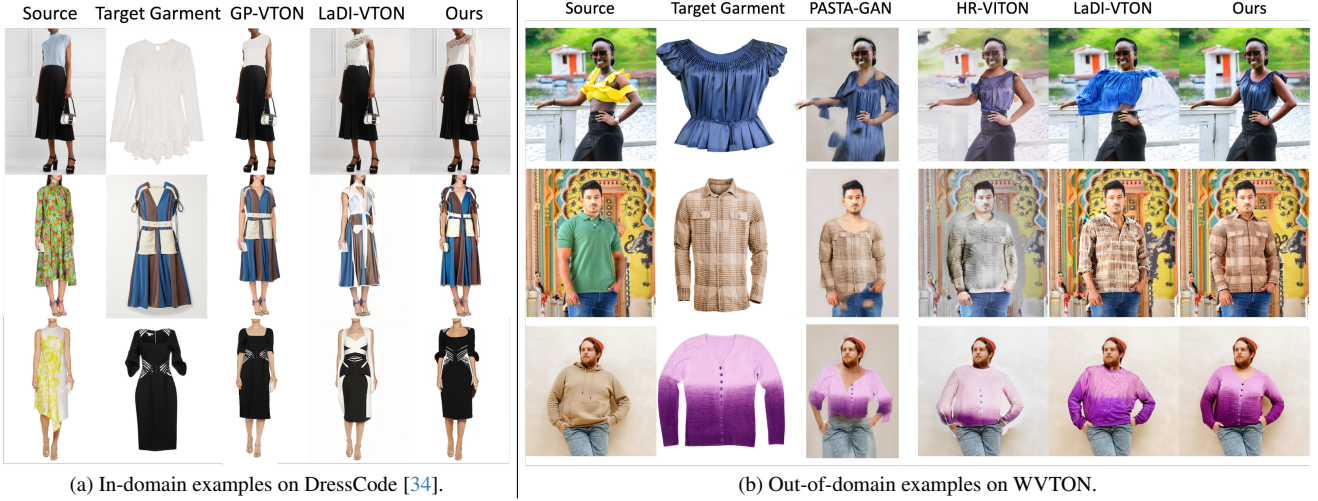 Source Target Garment GP-VTON LaDI-VTON Ours
(a) In-domain examples on DressCode [34].
Source Target Garment PASTA-GAN HR-VITON LaDI-VTON Ours
(b) Out-of-domain examples on WVTON.